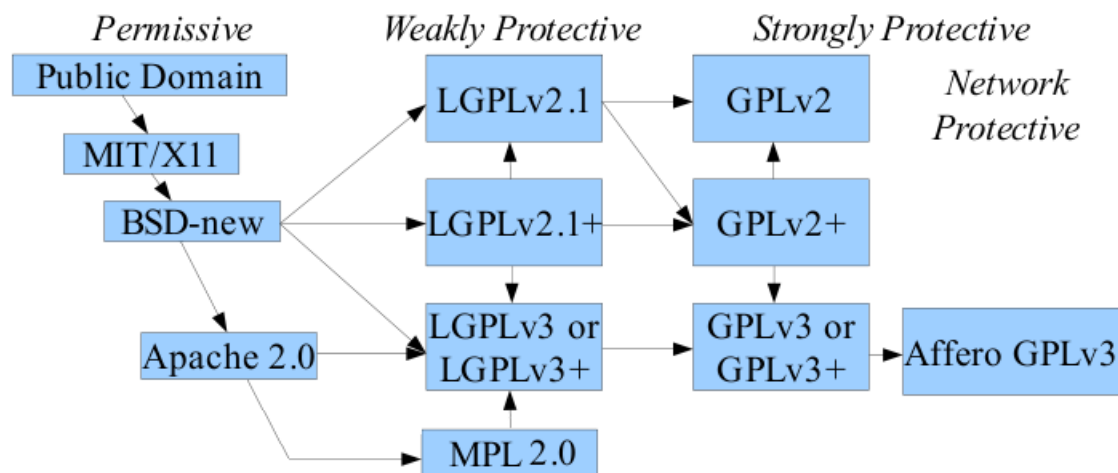 Permissive
Weakly Protective
Strongly Protective
Network
Protective
Public Domain
MIT/X11
BSD-new
Apache 2.0
LGPLv2.1
LGPLv2.1+
LGPLv3 or
LGPLv3+
MPL 2.0
GPLv2
GPLv2+
GPLv3 or
GPLv3+
Affero GPLv3